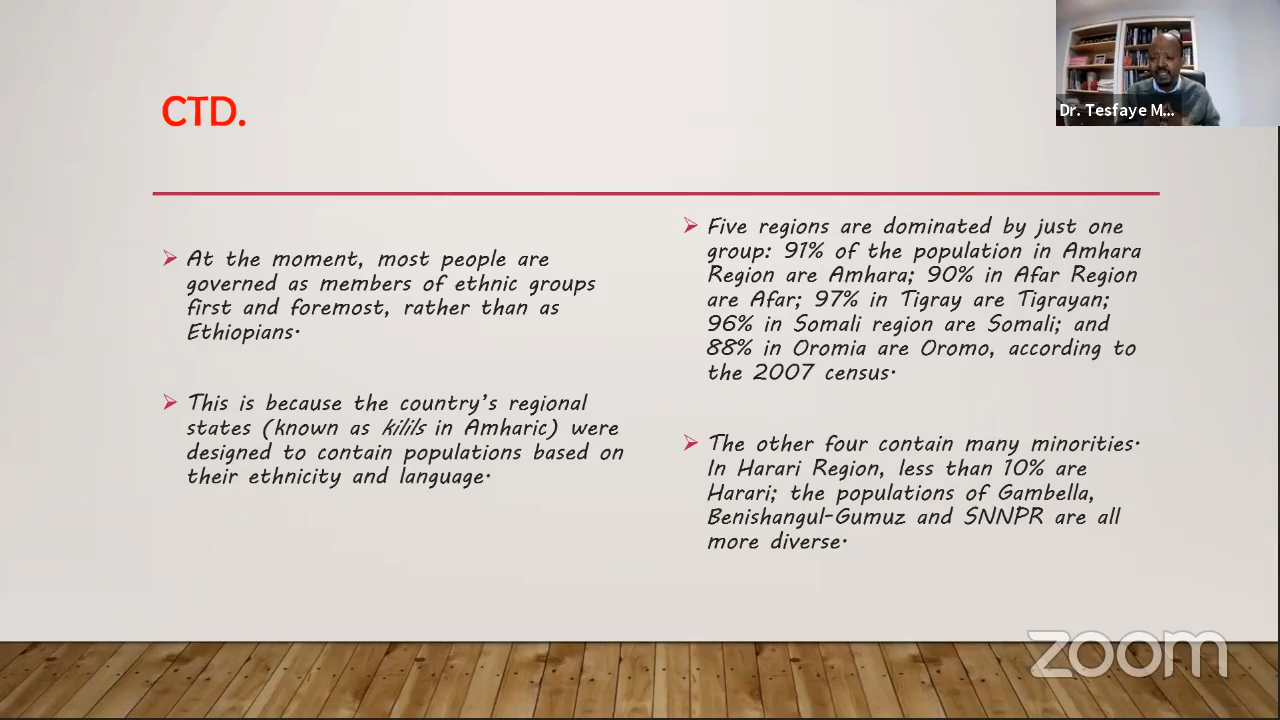 CTD.
Dr. Tesfaye M...
At the moment, most people are
governed as members of ethnic groups
first and foremost, rather than as
Ethiopians.
This is because the country's regional
states (known as kilils in Amharic) were
designed to contain populations based on
their ethnicity and language.
Five regions are dominated by just one
group: 91% of the population in Amhara
Region are Amhara; 90% in Afar Region
are Afar; 97% in Tigray are Tigrayan;
96% in Somali region are Somali; and
88% in Oromia are Oromo, according to
the 2007 census.
The other four contain many minorities.
In Harari Region, less than 10% are
Harari; the populations of Gambella,
Benishangul-Gumuz and SNNPR are all
more diverse.
zoom